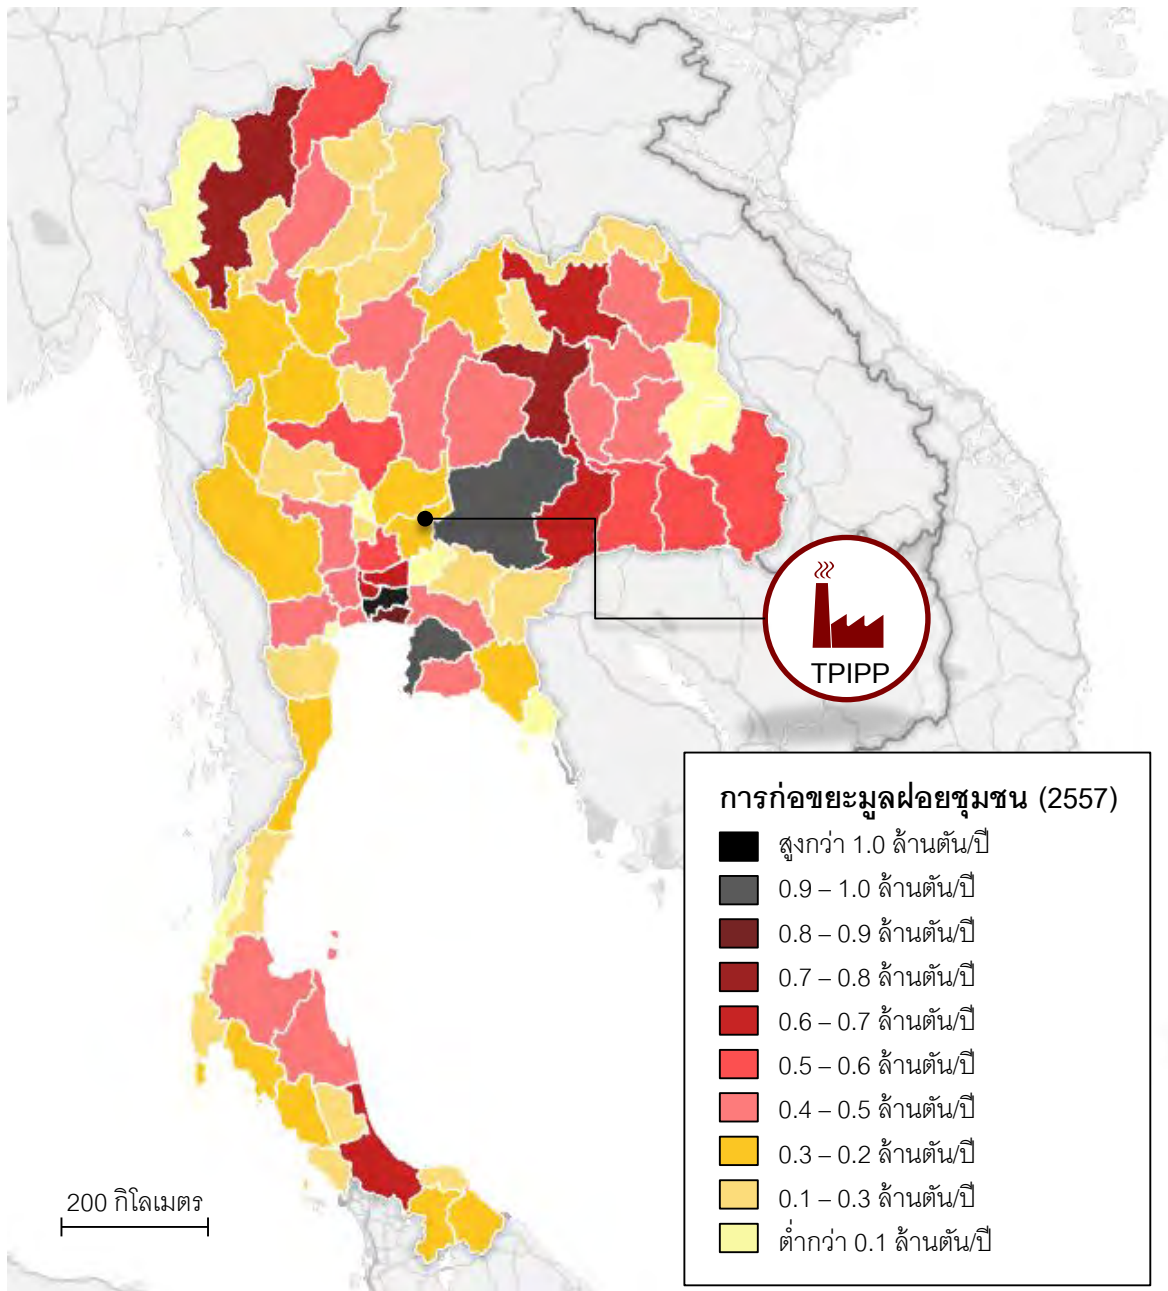 TPIPP
การก่อขยะมูลฝอยชุมชน (2557)
สูงกว่า 1.0 ล้านตัน/ปี
0.9 – 1.0 ล้านตัน/ปี
0.8 – 0.9 ล้านตัน/ปี
0.7 – 0.8 ล้านตัน/ปี
0.6 – 0.7 ล้านตัน/ปี
0.5 – 0.6 ล้านตัน/ปี
0.4 – 0.5 ล้านตัน/ปี
0.3 – 0.2 ล้านตัน/ปี
0.1 – 0.3 ล้านตัน/ปี
ต่ำกว่า 0.1 ล้านตัน/ปี
200 กิโลเมตร